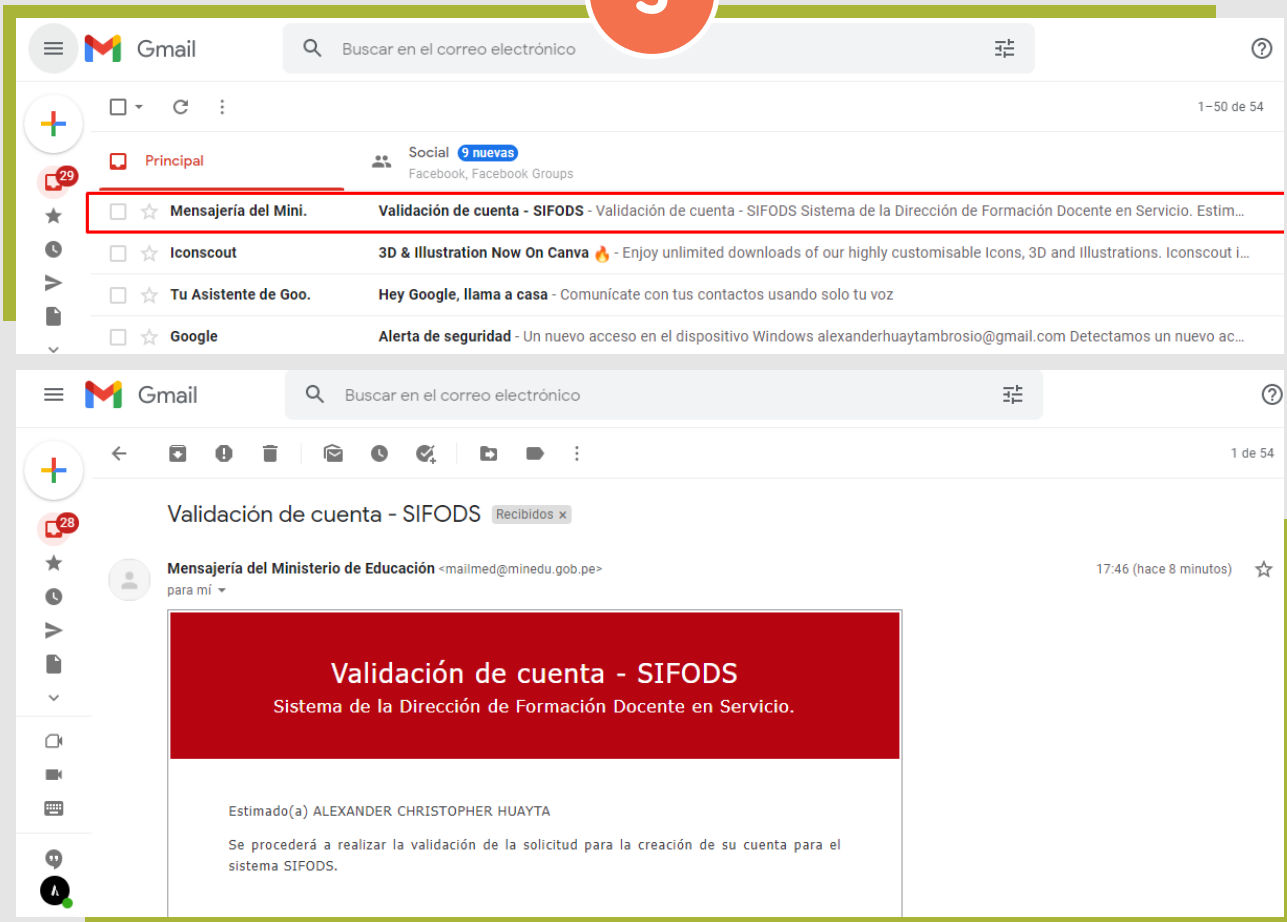 Gmail
Buscar en el correo electrónico
1–50 de 54
Principal
Social 9 nuevas
Facebook, Facebook Groups
29
Mensajería del Mini. Validación de cuenta - SIFODS - Validación de cuenta - SIFODS Sistema de la Dirección de Formación Docente en Servicio. Estim...
Iconscout 3D & Illustration Now On Canva 🔥 - Enjoy unlimited downloads of our highly customisable Icons, 3D and Illustrations. Iconscout i...
Tu Asistente de Goo. Hey Google, llama a casa - Comunícate con tus contactos usando solo tu voz
Google Alerta de seguridad - Un nuevo acceso en el dispositivo Windows alexanderhuaytambrosio@gmail.com Detectamos un nuevo ac...
Gmail
Buscar en el correo electrónico
1 de 54
28
Validación de cuenta - SIFODS Recibidos x
Mensajería del Ministerio de Educación <mailmed@minedu.gob.pe> 17:46 (hace 8 minutos)
para mí
Validación de cuenta - SIFODS
Sistema de la Dirección de Formación Docente en Servicio.
Estimado(a) ALEXANDER CHRISTOPHER HUAYTA
Se procederá a realizar la validación de la solicitud para la creación de su cuenta para el
sistema SIFODS.